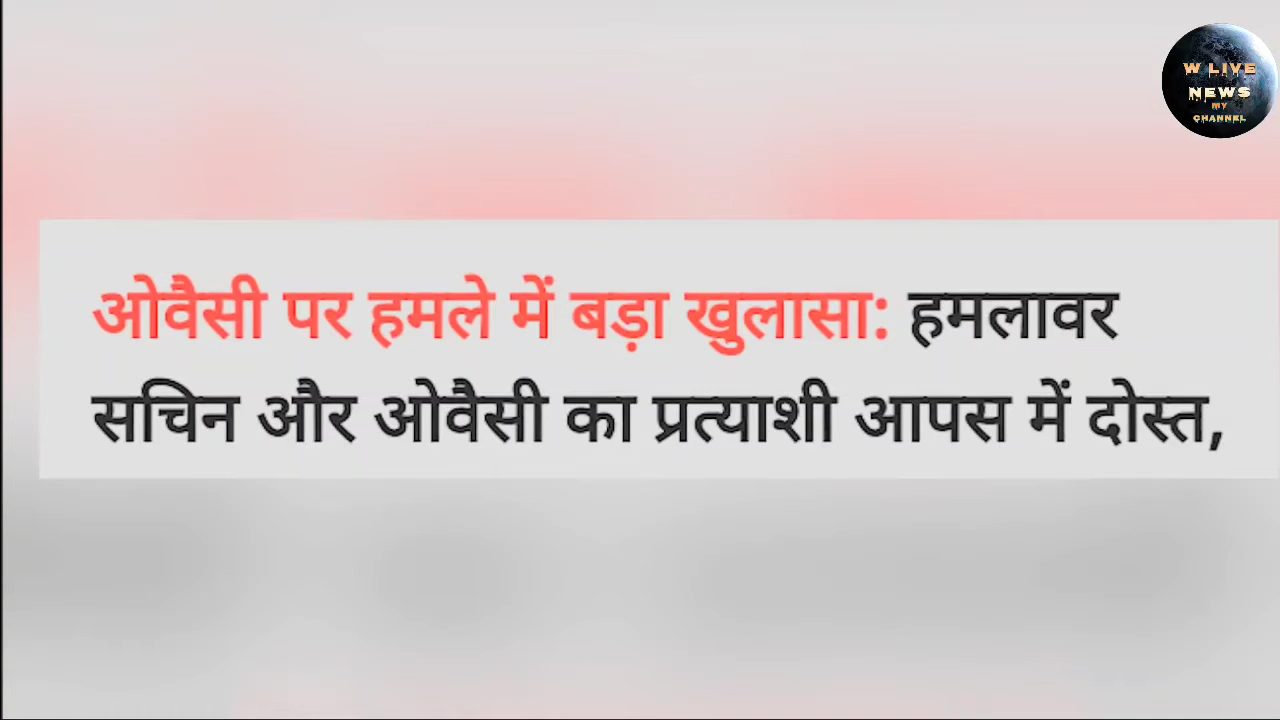 W LIVE
NEWS
MY
CHANNEL
ओवैसी पर हमले में बड़ा खुलासा: हमलावर
सचिन और ओवैसी का प्रत्याशी आपस में दोस्त,